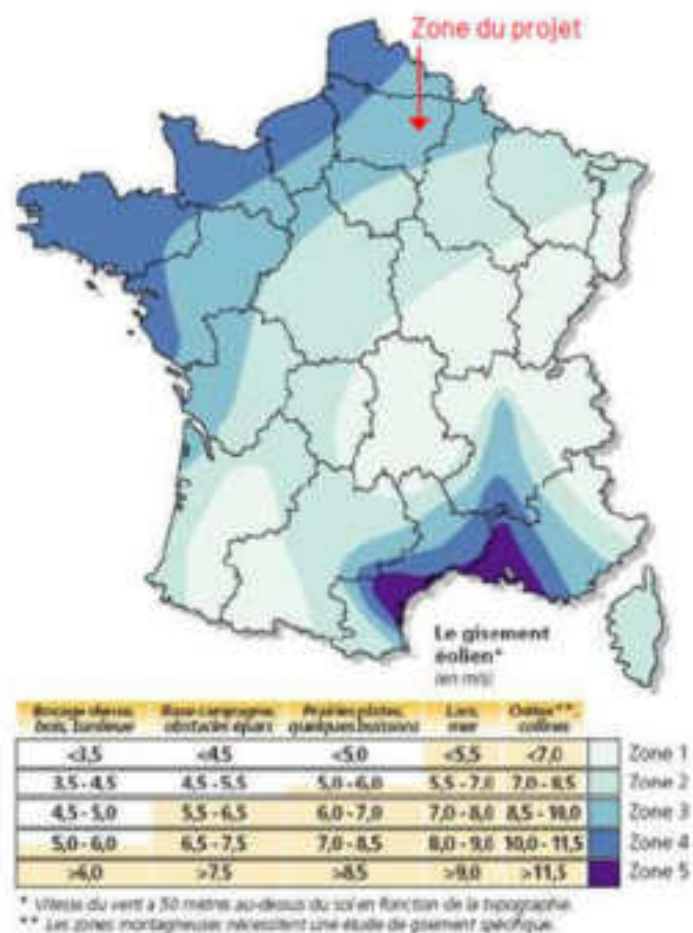 Zone du projet
Le gisement
éolien*
(en m/s)
Bocage dense, bois, banlieue Rase campagne, obstacles épars Prairies plates, quelques buissons Lacs, mer Crêtes**, collines
<3,5 <4,5 <5,0 <5,5 <7,0 Zone 1
3,5 - 4,5 4,5 - 5,5 5,0 - 6,0 5,5 - 7,0 7,0 - 8,5 Zone 2
4,5 - 5,0 5,5 - 6,5 6,0 - 7,0 7,0 - 8,0 8,5 - 10,0 Zone 3
5,0 - 6,0 6,5 - 7,5 7,0 - 8,5 8,0 - 9,0 10,0 - 11,5 Zone 4
>6,0 >7,5 >8,5 >9,0 >11,5 Zone 5
* Vitesse du vent à 50 mètres au-dessus du sol en fonction de la topographie.
** Les zones montagneuses nécessitent une étude de gisement spécifique.